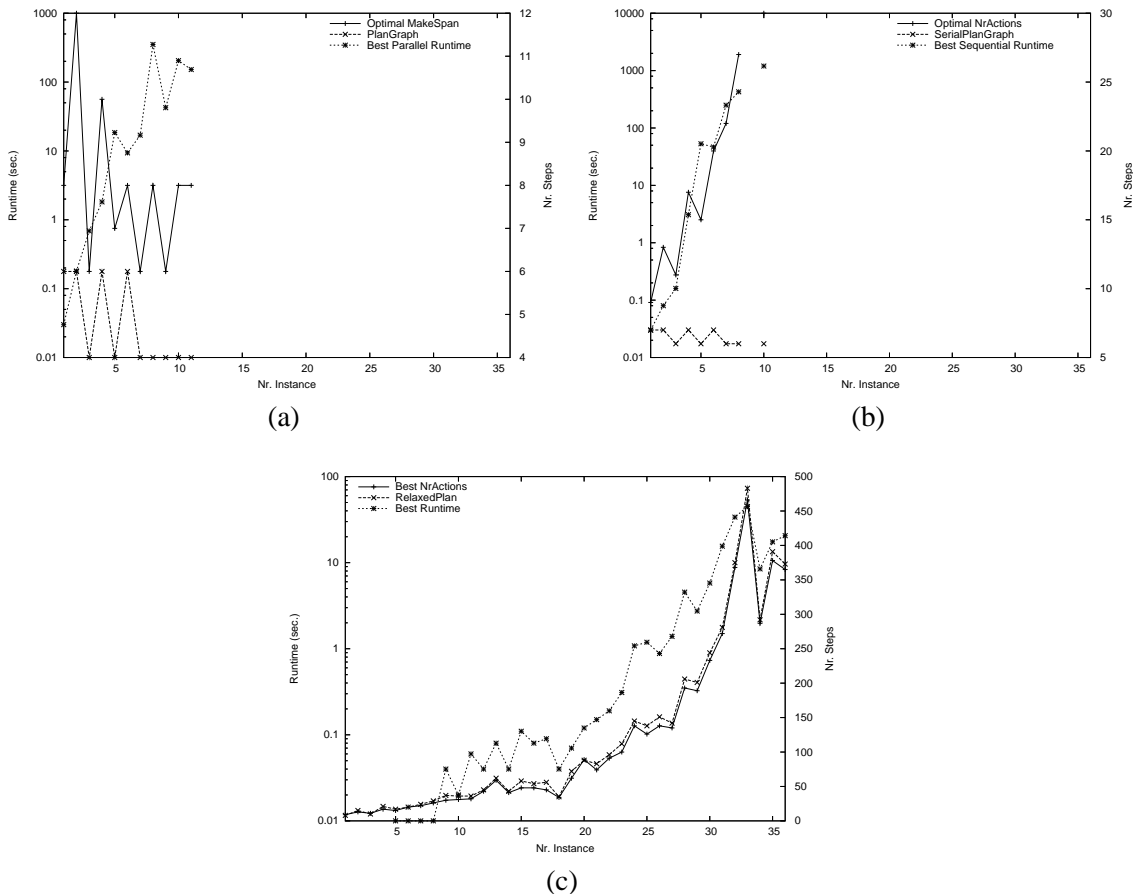 Optimal MakeSpan
PlanGraph
Best Parallel Runtime
1000
100
10
1
0.1
0.01
Runtime (sec.)
12
11
10
9
8
7
6
5
4
Nr. Steps
5 10 15 20 25 30 35
Nr. Instance
(a)
Optimal NrActions
SerialPlanGraph
Best Sequential Runtime
10000
1000
100
10
1
0.1
0.01
Runtime (sec.)
30
25
20
15
10
5
Nr. Steps
5 10 15 20 25 30 35
Nr. Instance
(b)
Best NrActions
RelaxedPlan
Best Runtime
100
10
1
0.1
0.01
Runtime (sec.)
500
450
400
350
300
250
200
150
100
50
0
Nr. Steps
5 10 15 20 25 30 35
Nr. Instance
(c)